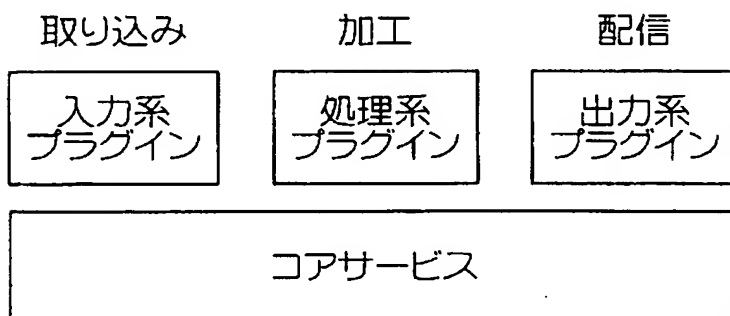 取り込み
加工
配信
入力系
プラグイン
処理系
プラグイン
出力系
プラグイン
コアサービス